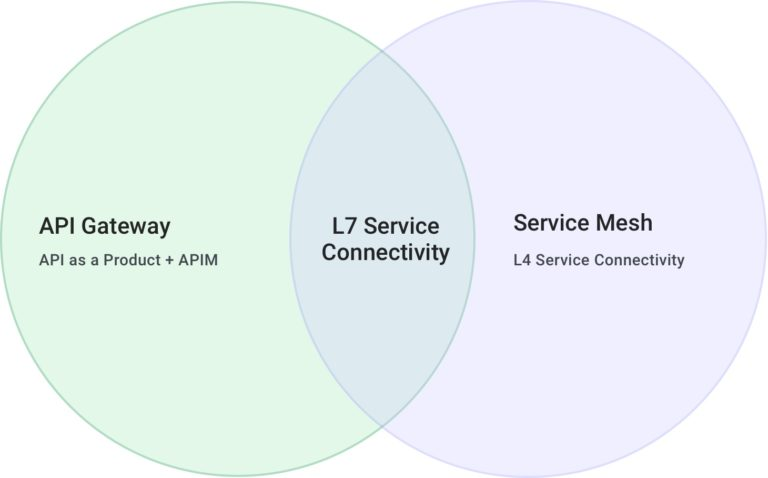 API Gateway
API as a Product + APIM
L7 Service
Connectivity
Service Mesh
L4 Service Connectivity